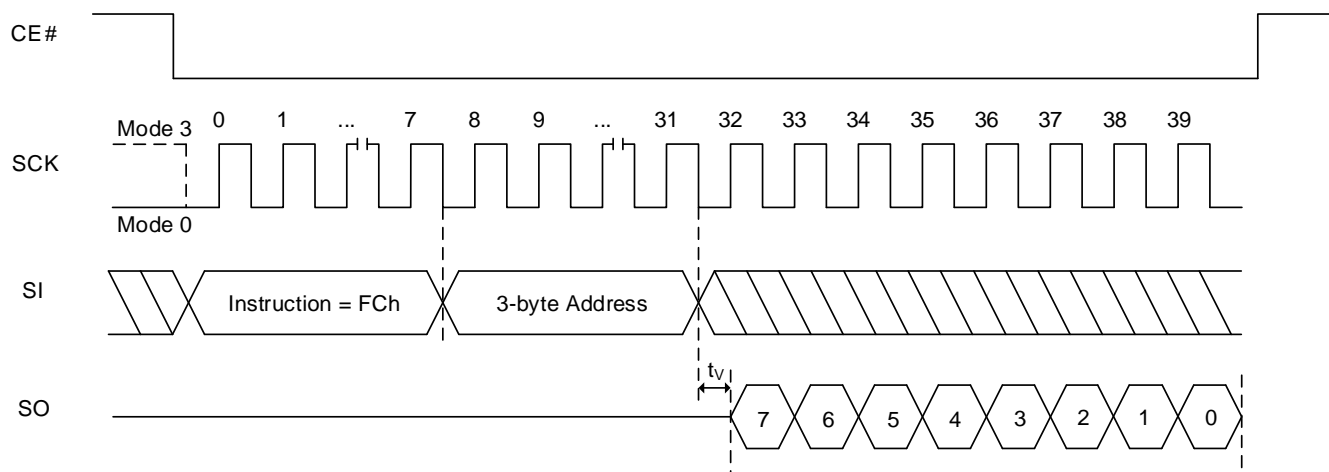 CE#
0 1 ... 7 8 9 ... 31 32 33 34 35 36 37 38 39
Mode 3
SCK
Mode 0
SI
Instruction = FCh
3-byte Address
tV
SO
7 6 5 4 3 2 1 0